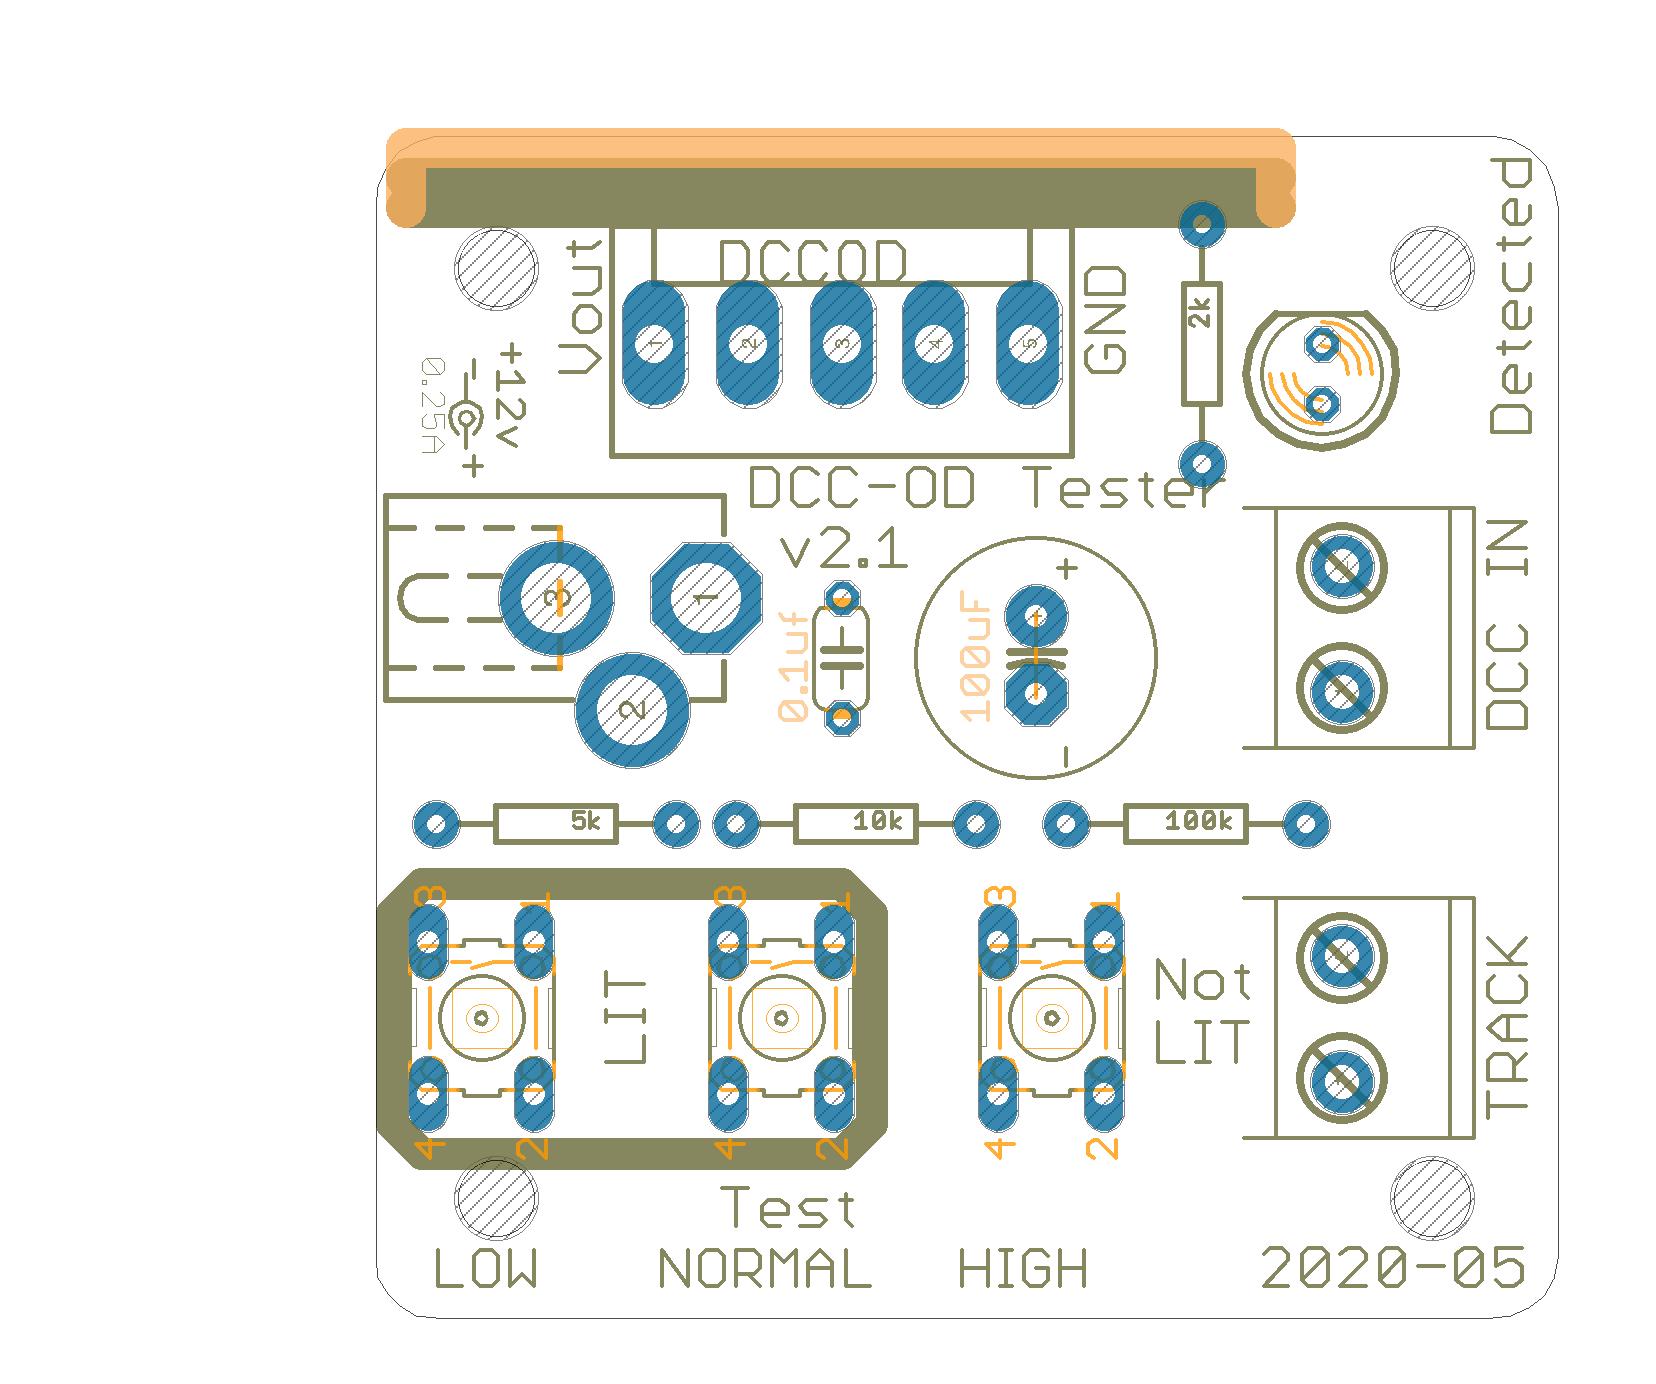 Detected
DCCOD
Vout
GND
1 2 3 4 5
2k
+12v
0.25A
- +
DCC-OD Tester
v2.1
3 1
2
0.1uf
100uF
+
-
DCC IN
5k
10k
100k
3 1
3 1
3 1
LIT
Not
LIT
TRACK
4 2
4 2
4 2
Test
LOW NORMAL HIGH
2020-05